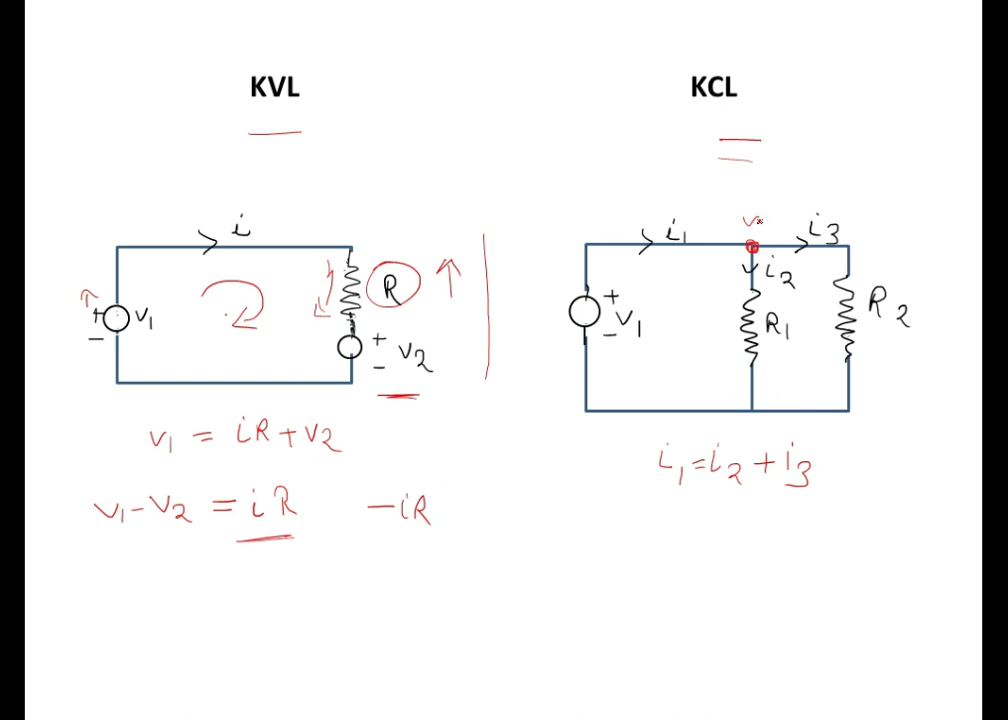 KVL
KCL
i
+
-
V1
R
+
-
V2
V1 = iR + V2
V1 - V2 = iR
-iR
V
i1
i3
i2
+
-
V1
R1
R2
i1 = i2 + i3